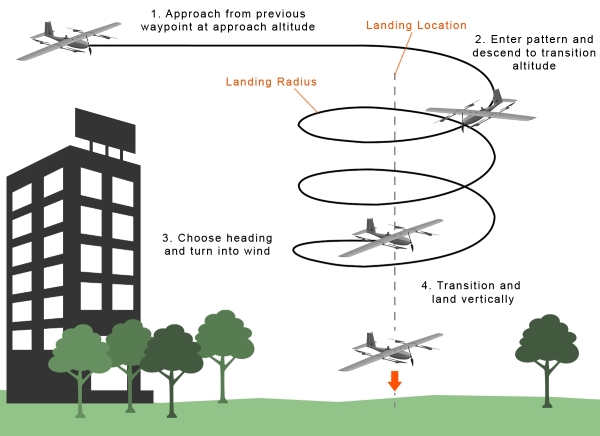 1. Approach from previous
waypoint at approach altitude
Landing Location
2. Enter pattern and
descend to transition
altitude
Landing Radius
3. Choose heading
and turn into wind
4. Transition and
land vertically